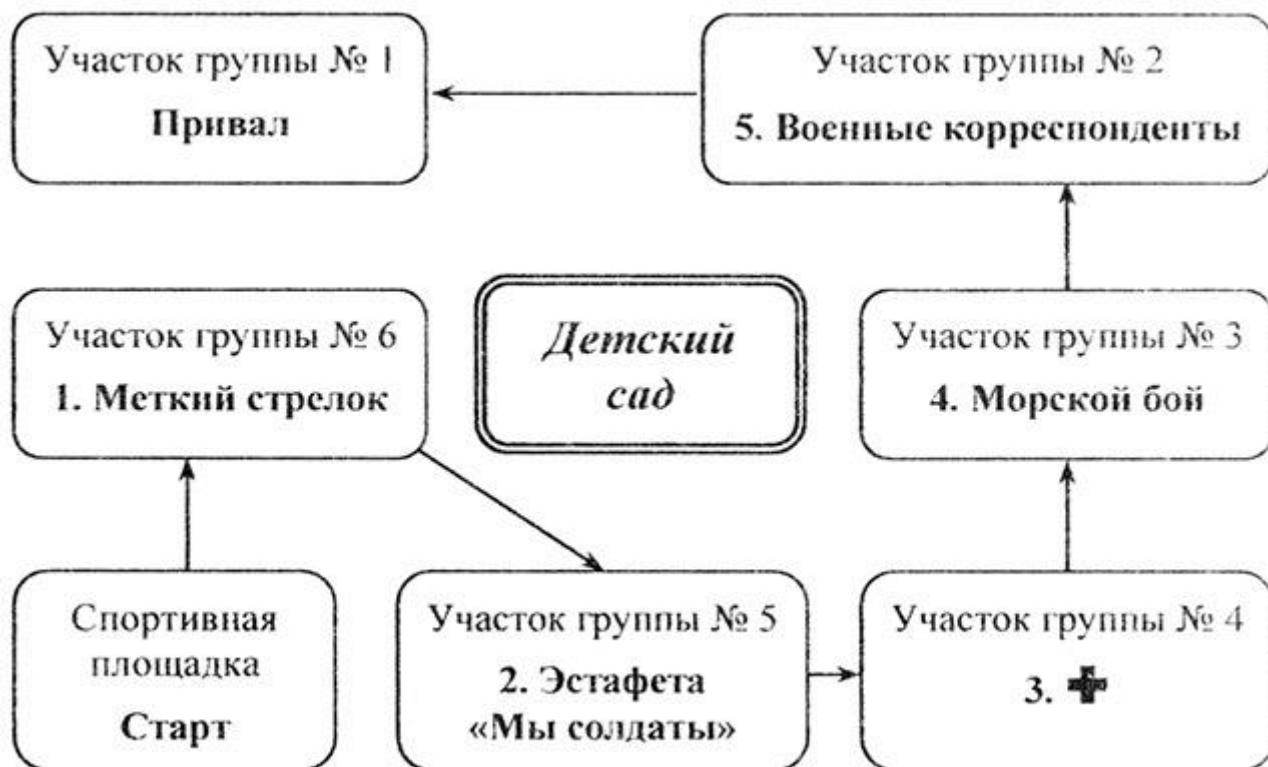 Участок группы № 1
Привал
Участок группы № 2
5. Военные корреспонденты
Участок группы № 6
1. Меткий стрелок
Детский
сад
Участок группы № 3
4. Морской бой
Спортивная
площадка
Старт
Участок группы № 5
2. Эстафета
«Мы солдаты»
Участок группы № 4
3. ✚